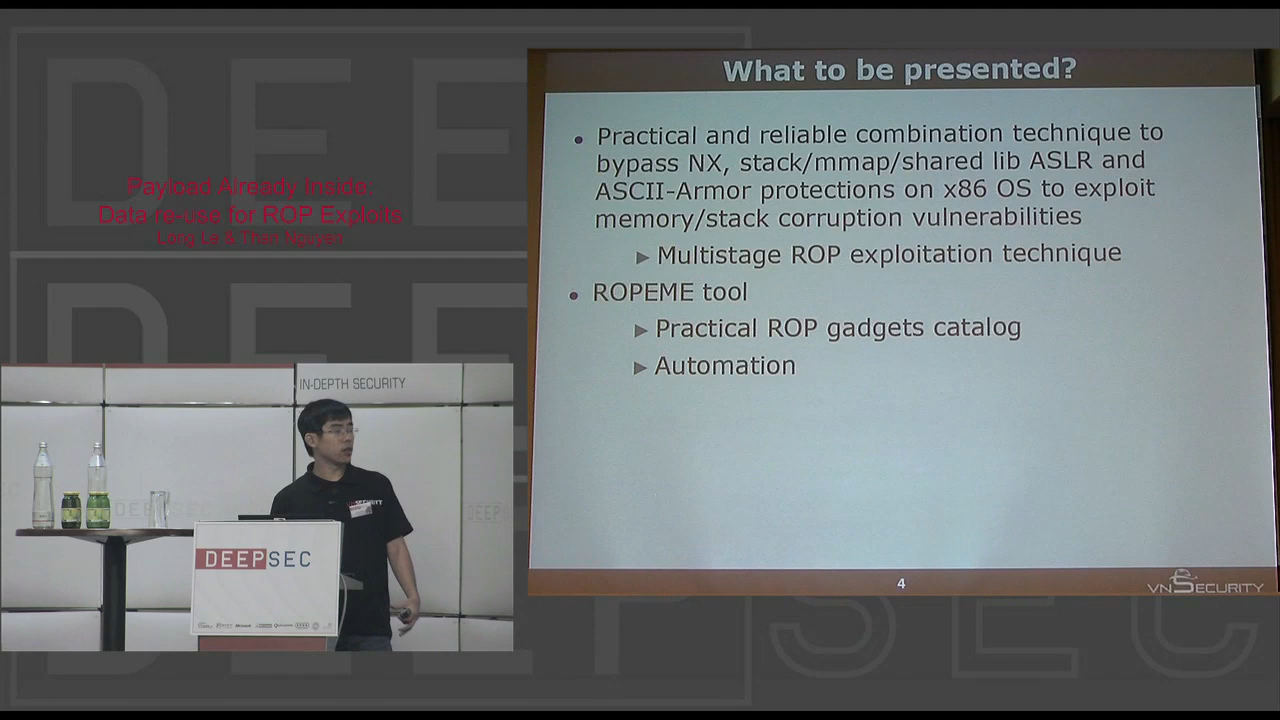 Payload Already Inside:
Data re-use for ROP Exploits
Long Le & Thanh Nguyen
What to be presented?
• Practical and reliable combination technique to
bypass NX, stack/mmap/shared lib ASLR and
ASCII-Armor protections on x86 OS to exploit
memory/stack corruption vulnerabilities
▶ Multistage ROP exploitation technique
• ROPEME tool
▶ Practical ROP gadgets catalog
▶ Automation
4
VNSECURITY
IN-DEPTH SECURITY
DEEPSEC
DEEP
DEEPSEC